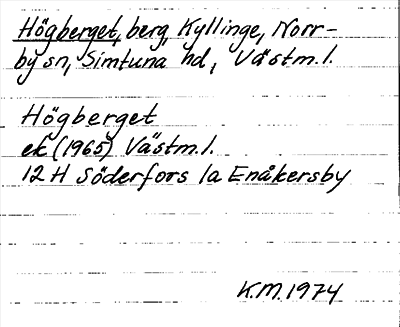 Högberget, berg, Kyllinge, Norr-
by sn, Simtuna hd, Västm.l.
Högberget
ek (1965) Västm.l.
12 H Söderfors 1a Enåkersby
K.M. 1974